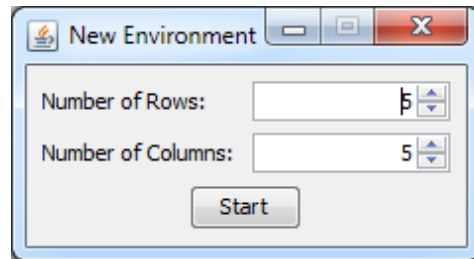 New Environment
Number of Rows: 5
Number of Columns: 5
Start